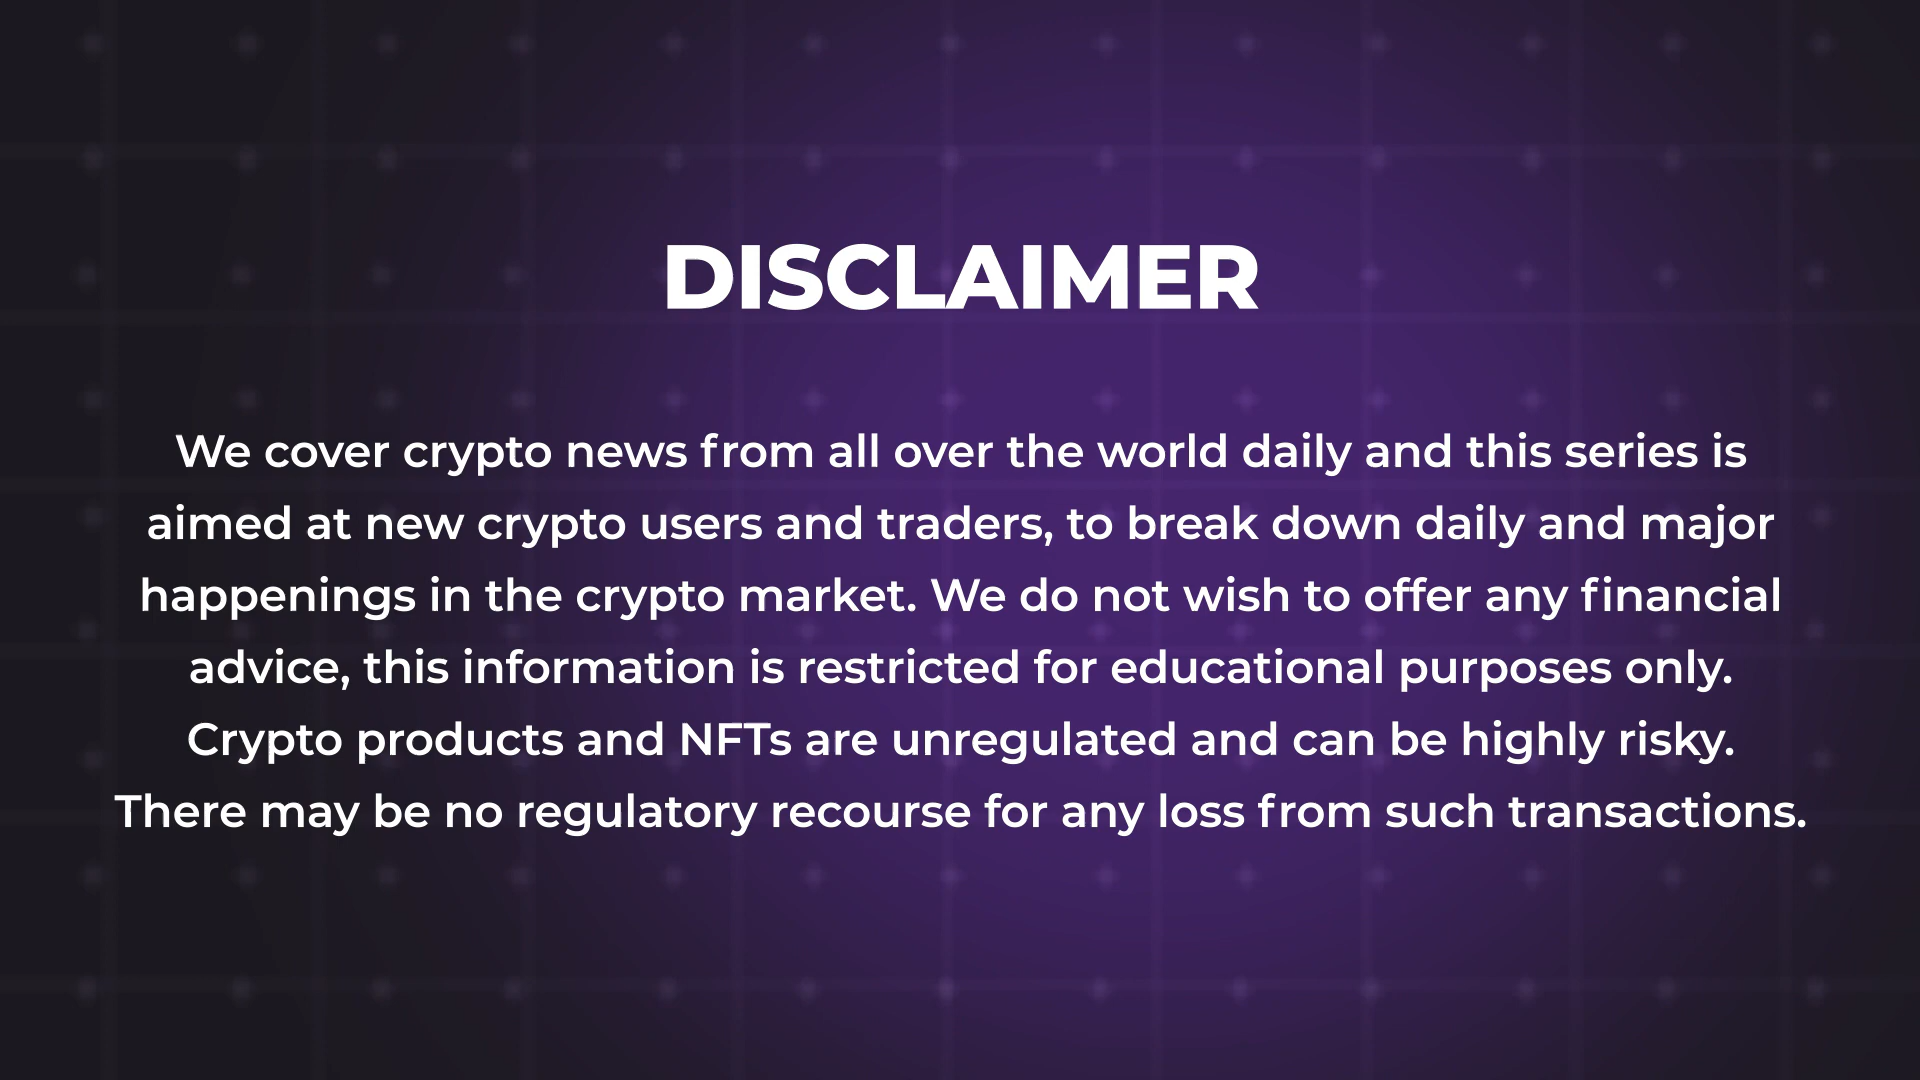 DISCLAIMER
We cover crypto news from all over the world daily and this series is
aimed at new crypto users and traders, to break down daily and major
happenings in the crypto market. We do not wish to offer any financial
advice, this information is restricted for educational purposes only.
Crypto products and NFTs are unregulated and can be highly risky.
There may be no regulatory recourse for any loss from such transactions.